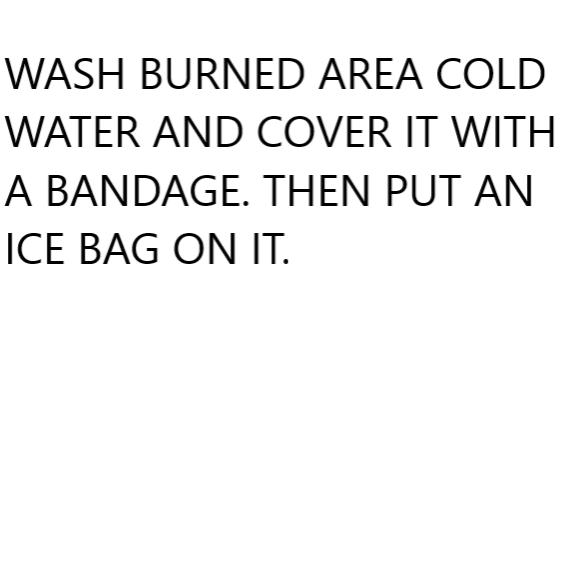 WASH BURNED AREA COLD
WATER AND COVER IT WITH
A BANDAGE. THEN PUT AN
ICE BAG ON IT.